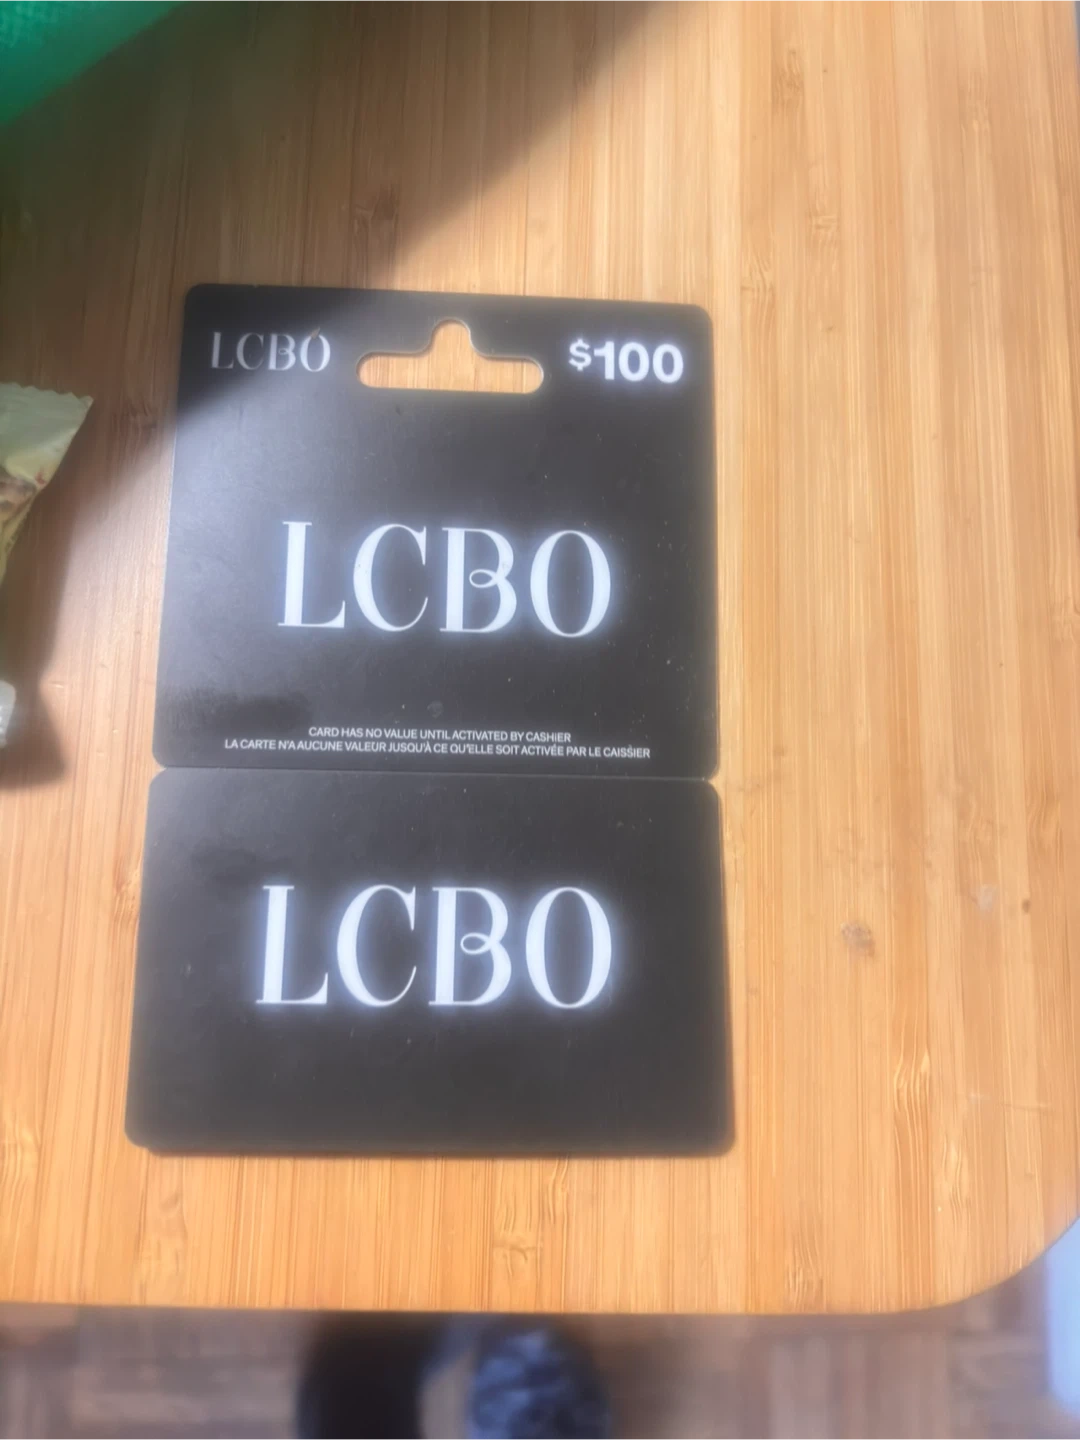 LCBO
$100
LCBO
CARD HAS NO VALUE UNTIL ACTIVATED BY CASHIER
LA CARTE N'A AUCUNE VALEUR JUSQU'À CE QU'ELLE SOIT ACTIVÉE PAR LE CAISSIER
LCBO